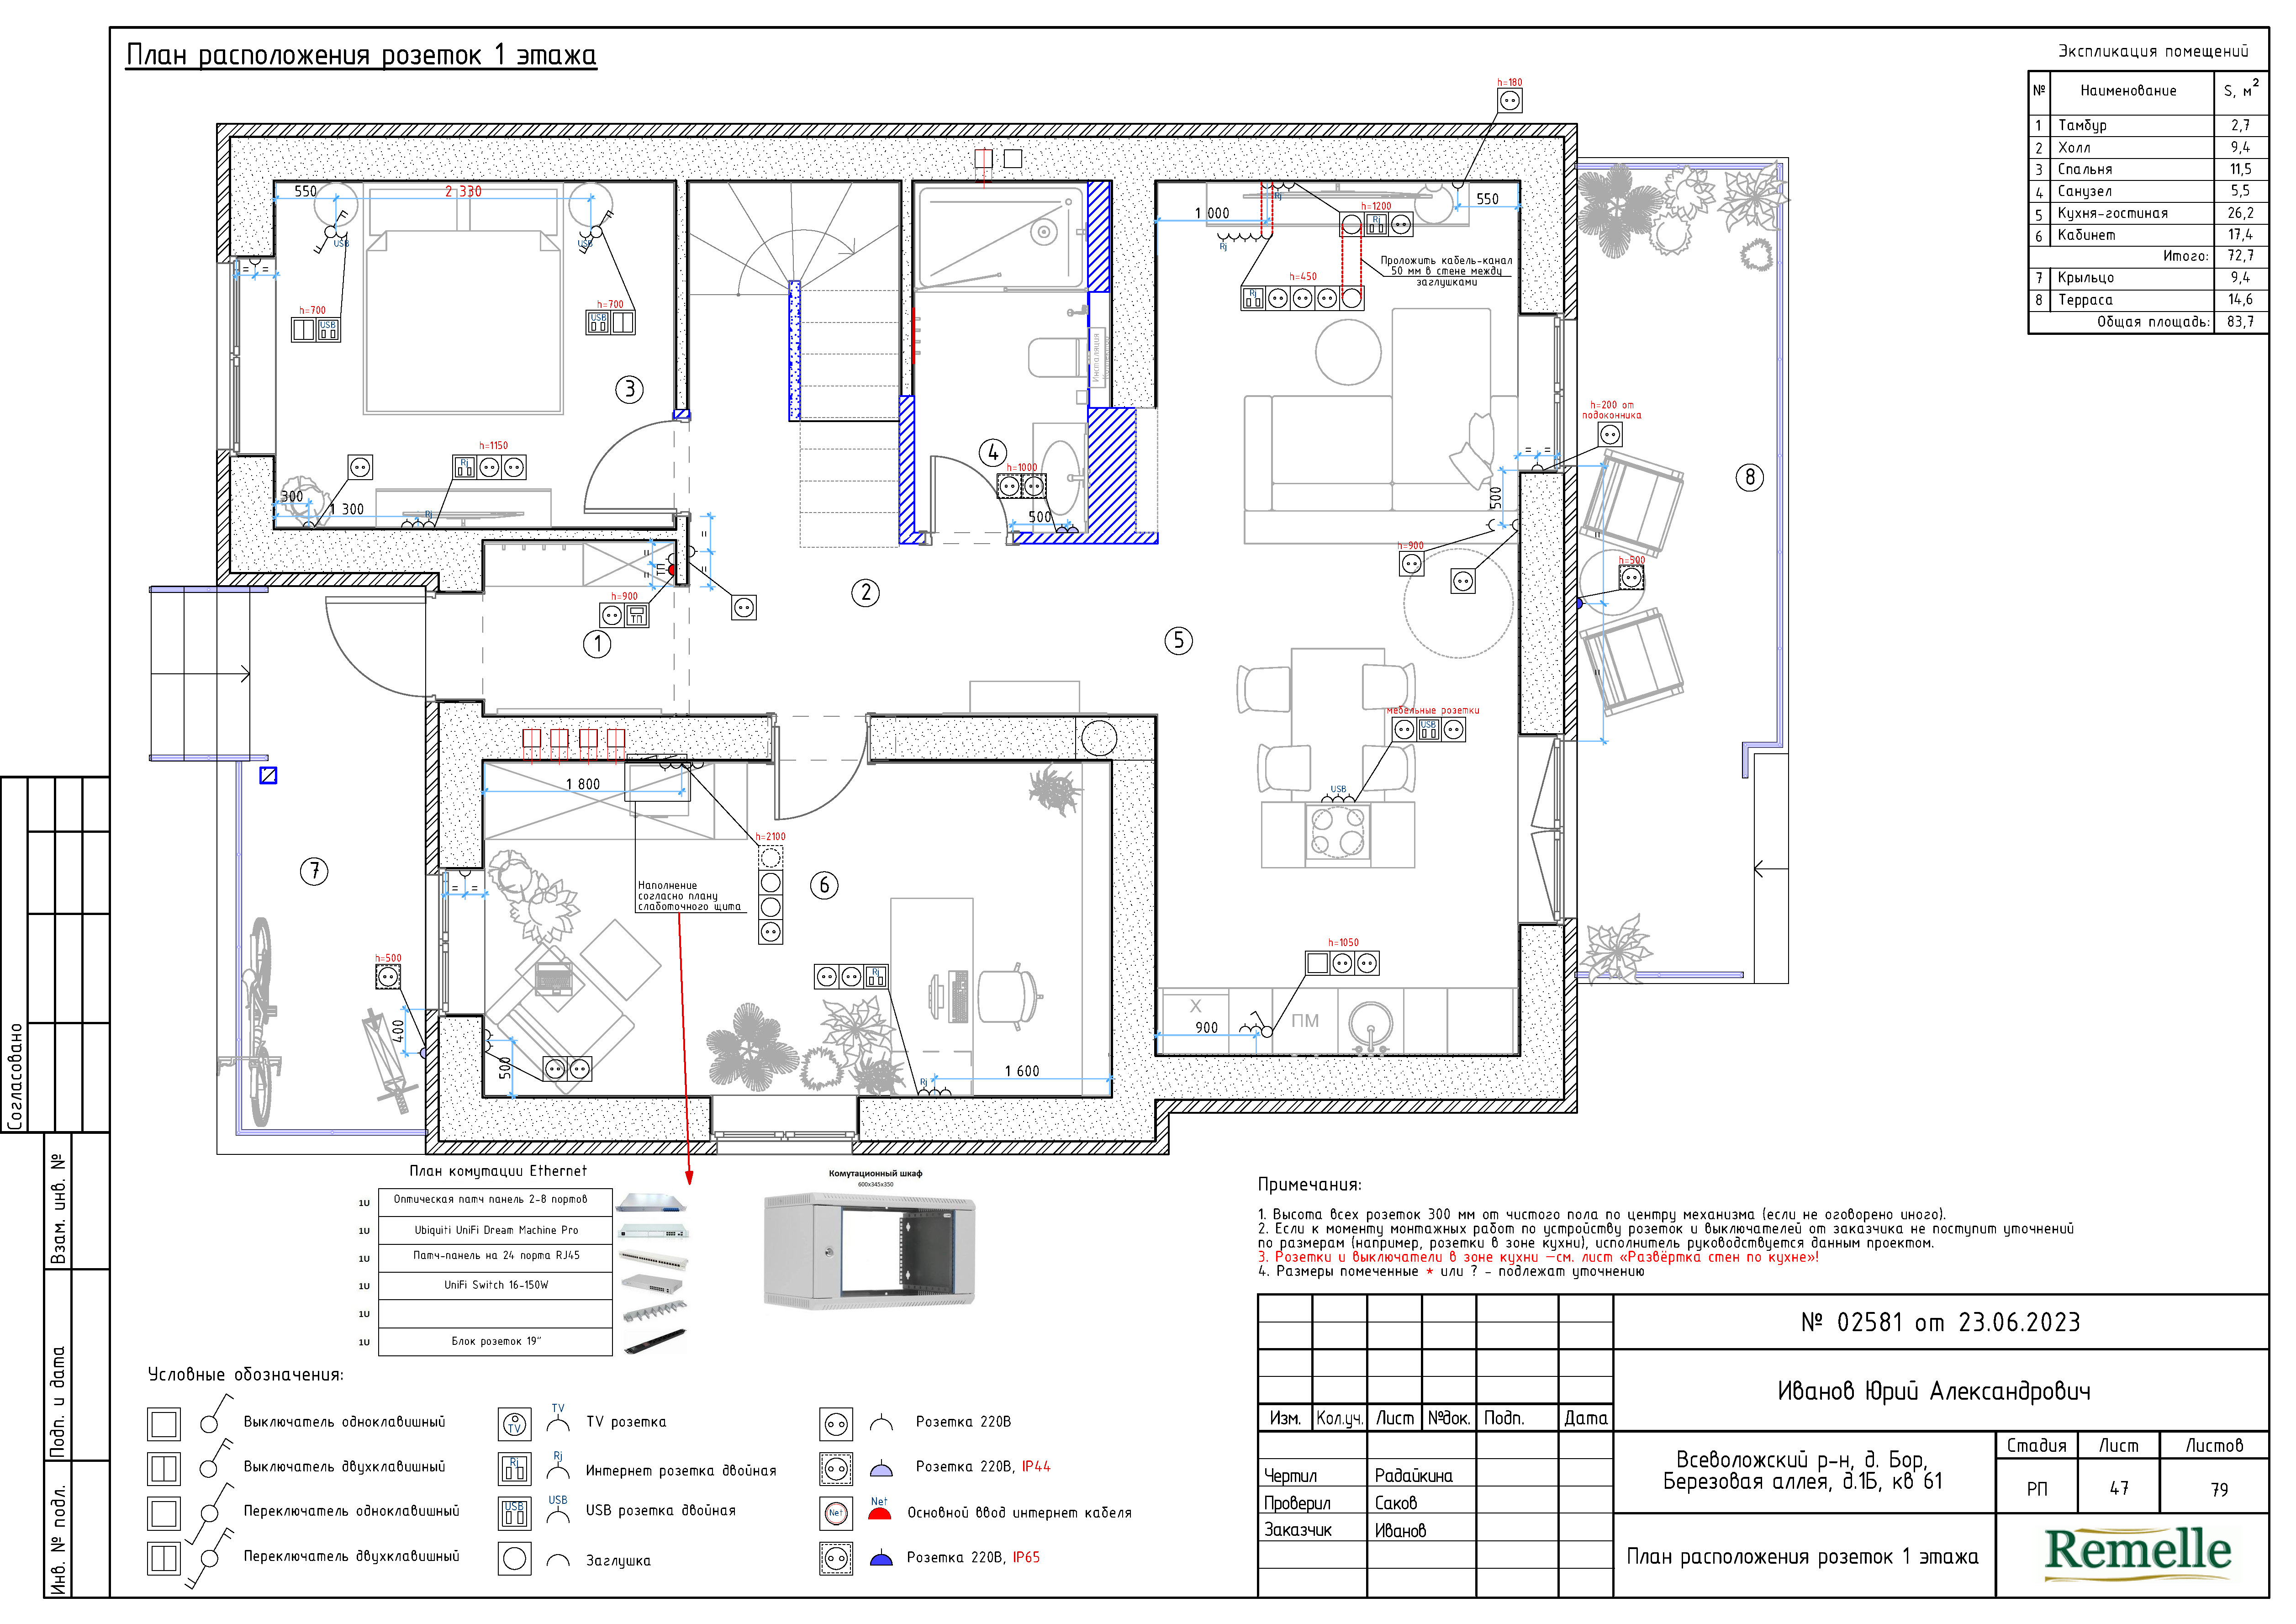 План расположения розеток 1 этажа
Экспликация помещений
№ Наименование S, м²
1 Тамбур 2,7
2 Холл 9,4
3 Спальня 11,5
4 Санузел 5,5
5 Кухня-гостиная 26,2
6 Кабинет 17,4
Итого: 72,7
7 Крыльцо 9,4
8 Терраса 14,6
Общая площадь: 83,7
h=180
550
2 330
USB
USB
h=700
USB
h=700
USB
3
h=1150
Rj
300
1 300
Rj
= =
1 000
Rj
h=1200
Rj
550
Rj
Проложить кабель-канал
50 мм в стене между
заглушками
h=450
Rj
Инсталляция
4
h=1000
500
h=200 от
подоконника
= =
500
h=900
h=500
8
=
=
=
=
=
=
ТП
h=900
ТП
1
2
5
мебельные розетки
USB
USB
1 800
h=2100
Наполнение
согласно плану
слаботочного щита
6
7
= =
h=500
400
500
Rj
Rj
1 600
h=1050
Х
900
ПМ
План комутации Ethernet
1U Оптическая патч панель 2-8 портов
1U Ubiquiti UniFi Dream Machine Pro
1U Патч-панель на 24 порта RJ45
1U UniFi Switch 16-150W
1U
1U Блок розеток 19"
Комутационный шкаф
600x345x350
Примечания:
1. Высота всех розеток 300 мм от чистого пола по центру механизма (если не оговорено иного).
2. Если к моменту монтажных работ по устройству розеток и выключателей от заказчика не поступит уточнений
по размерам (например, розетки в зоне кухни), исполнитель руководствуется данным проектом.
3. Розетки и выключатели в зоне кухни –см. лист «Развёртка стен по кухне»!
4. Размеры помеченные * или ? - подлежат уточнению
Условные обозначения:
Выключатель одноклавишный
Выключатель двухклавишный
Переключатель одноклавишный
Переключатель двухклавишный
TV TV TV розетка
Rj Rj Интернет розетка двойная
USB USB USB розетка двойная
Заглушка
Розетка 220В
Розетка 220В, IP44
Net Net Основной ввод интернет кабеля
Розетка 220В, IP65
№ 02581 от 23.06.2023
Иванов Юрий Александрович
Изм. Кол.уч. Лист №док. Подп. Дата
Чертил Радайкина
Проверил Саков
Заказчик Иванов
Всеволожский р-н, д. Бор,
Березовая аллея, д.1Б, кв 61
Стадия Лист Листов
РП 47 79
План расположения розеток 1 этажа
Remelle
Согласовано
Взам. инв. №
Подп. и дата
Инв. № подл.